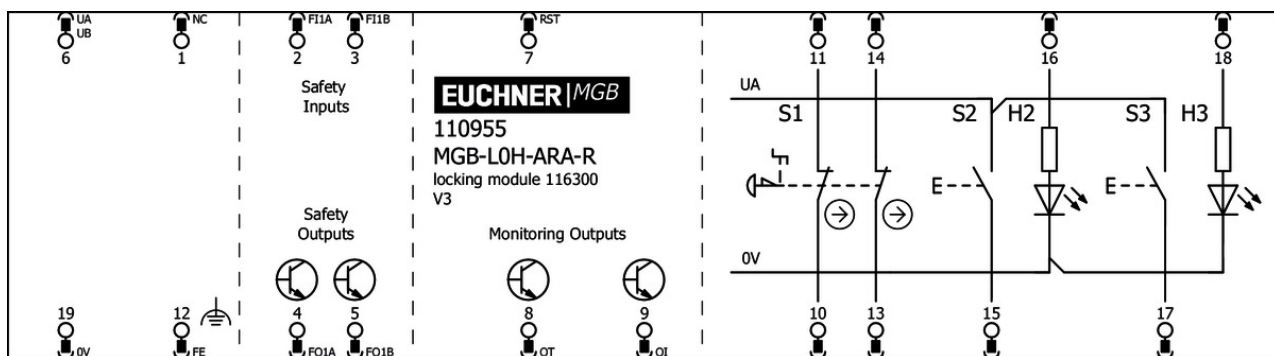 UA
UB
6
NC
1
FI1A
2
FI1B
3
RST
7
11
14
16
18
Safety
Inputs
EUCHNER|MGB
110955
MGB-L0H-ARA-R
locking module 116300
V3
UA
S1
S2
H2
S3
H3
E
E
0V
Safety
Outputs
Monitoring Outputs
19
0V
12
FE
4
FO1A
5
FO1B
8
OT
9
OI
10
13
15
17